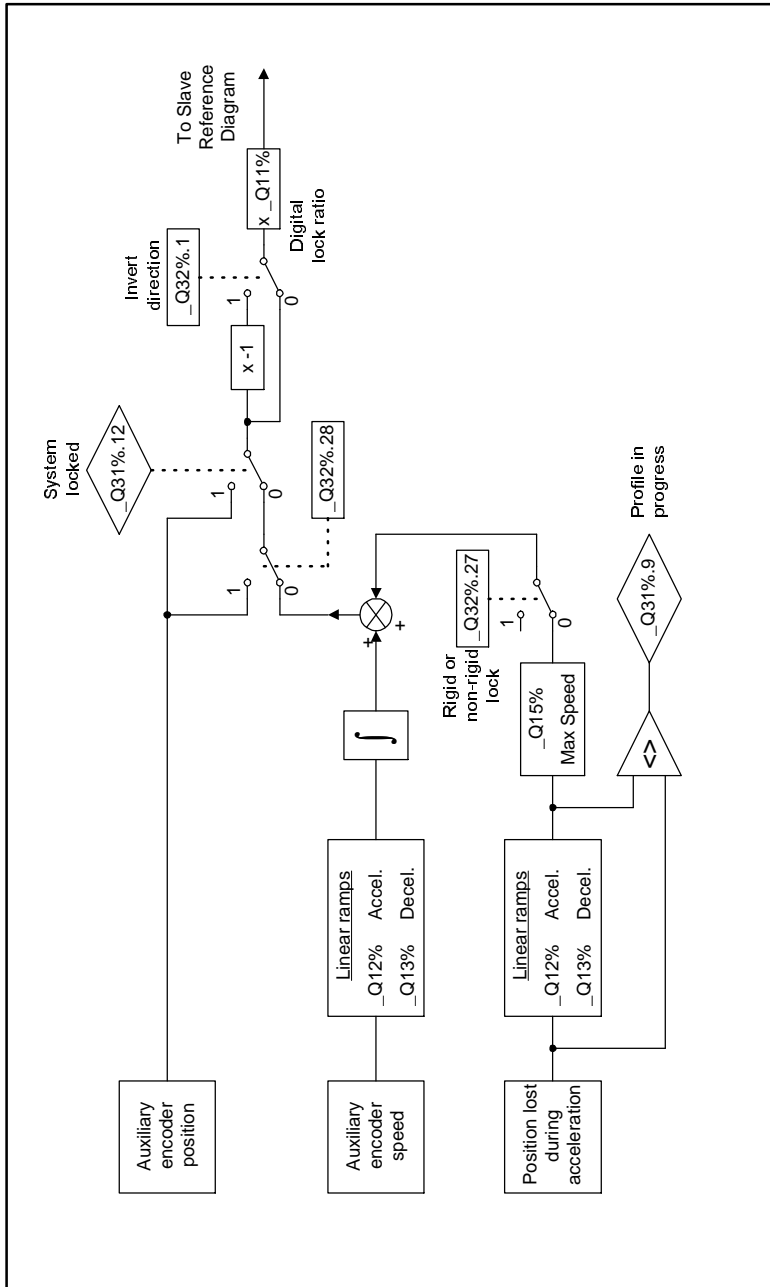 Auxiliary
encoder
position
Auxiliary
encoder
speed
Position lost
during
acceleration
Linear ramps
_Q12% Accel.
_Q13% Decel.
Linear ramps
_Q12% Accel.
_Q13% Decel.
∫
_Q15%
Max Speed
<>
Rigid or
non-rigid
lock
_Q32%.27
1
0
Profile in
progress
_Q31%.9
+
+
1
0
_Q32%.28
System
locked
_Q31%.12
1
0
x -1
Invert
direction
_Q32%.1
1
0
x _Q11%
Digital
lock ratio
To Slave
Reference
Diagram